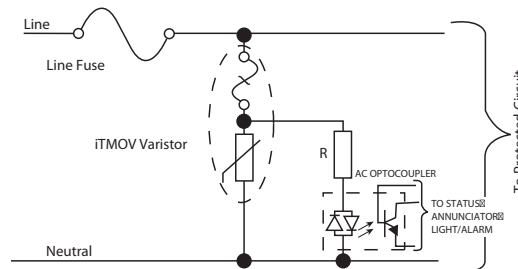 Line
Line Fuse
iTMOV Varistor
R
AC OPTOCOUPLER
TO STATUS
ANNUNCIATOR
LIGHT/ALARM
Neutral
To Protected Circuit